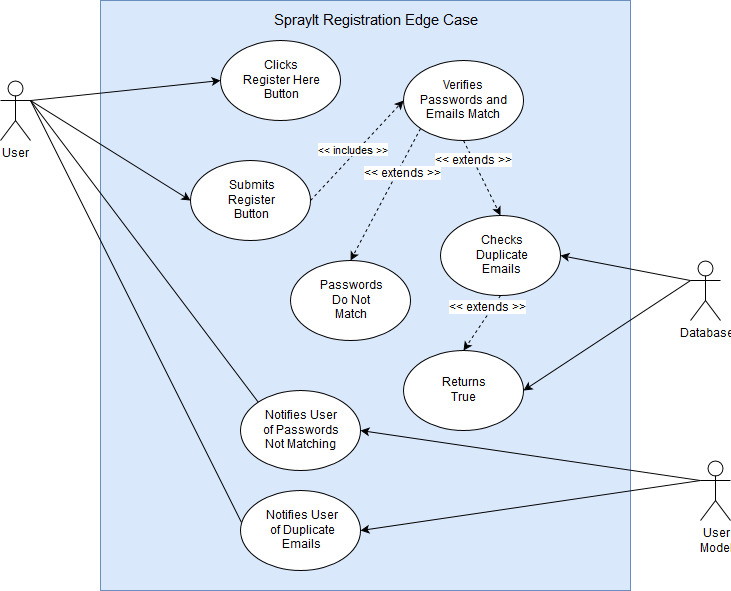 SprayIt Registration Edge Case
Clicks
Register Here
Button
Verifies
Passwords and
Emails Match
User
<< includes >>
<< extends >>
<< extends >>
Submits
Register
Button
Checks
Duplicate
Emails
Passwords
Do Not
Match
<< extends >>
Database
Returns
True
Notifies User
of Passwords
Not Matching
Notifies User
of Duplicate
Emails
User
Model